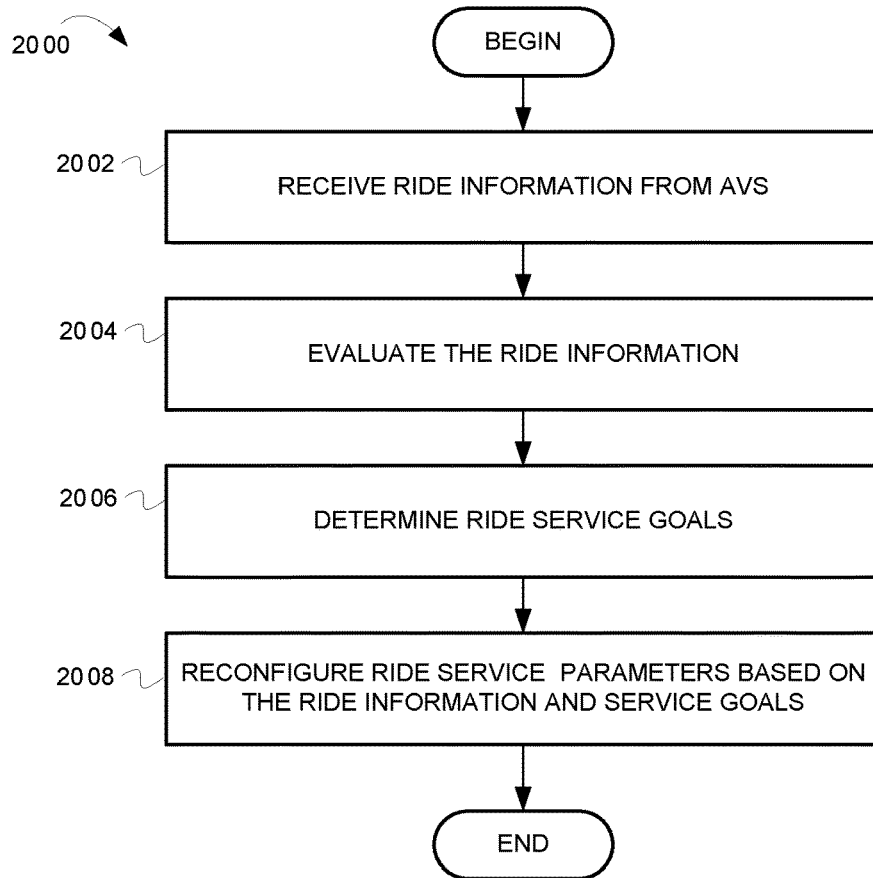 2000
BEGIN
2002
RECEIVE RIDE INFORMATION FROM AVS
2004
EVALUATE THE RIDE INFORMATION
2006
DETERMINE RIDE SERVICE GOALS
2008
RECONFIGURE RIDE SERVICE PARAMETERS BASED ON
THE RIDE INFORMATION AND SERVICE GOALS
END